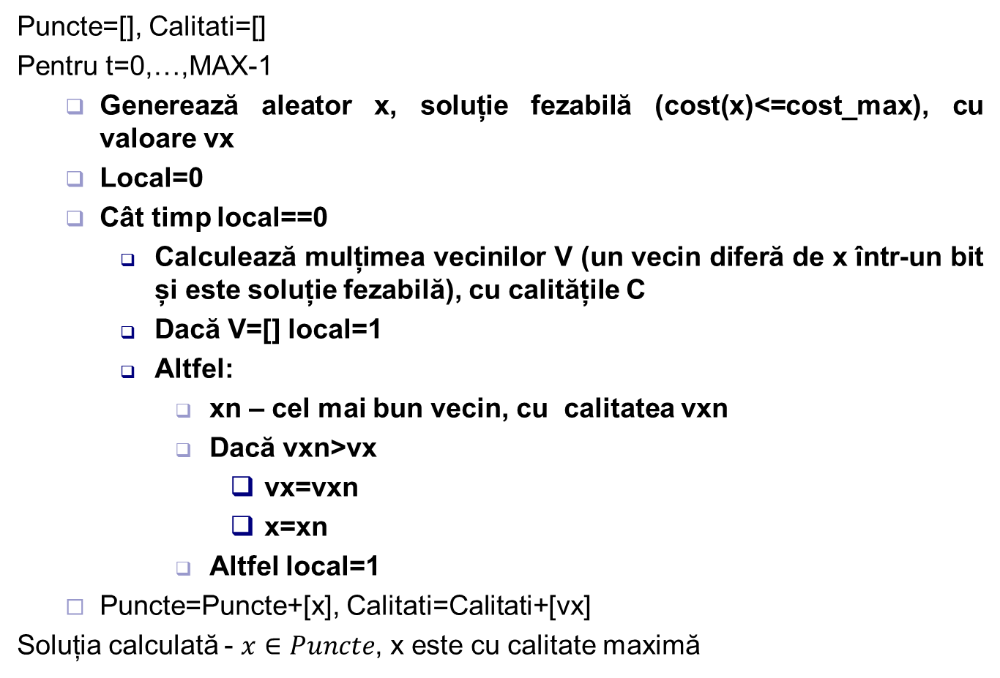 Puncte=[], Calitati=[]
Pentru t=0,…,MAX-1
Generează aleator x, soluție fezabilă (cost(x)<=cost_max), cu
valoare vx
Local=0
Cât timp local==0
Calculează mulțimea vecinilor V (un vecin diferă de x într-un bit
și este soluție fezabilă), cu calitățile C
Dacă V=[] local=1
Altfel:
xn – cel mai bun vecin, cu calitatea vxn
Dacă vxn>vx
vx=vxn
x=xn
Altfel local=1
Puncte=Puncte+[x], Calitati=Calitati+[vx]
Soluția calculată - x ∈ Puncte, x este cu calitate maximă